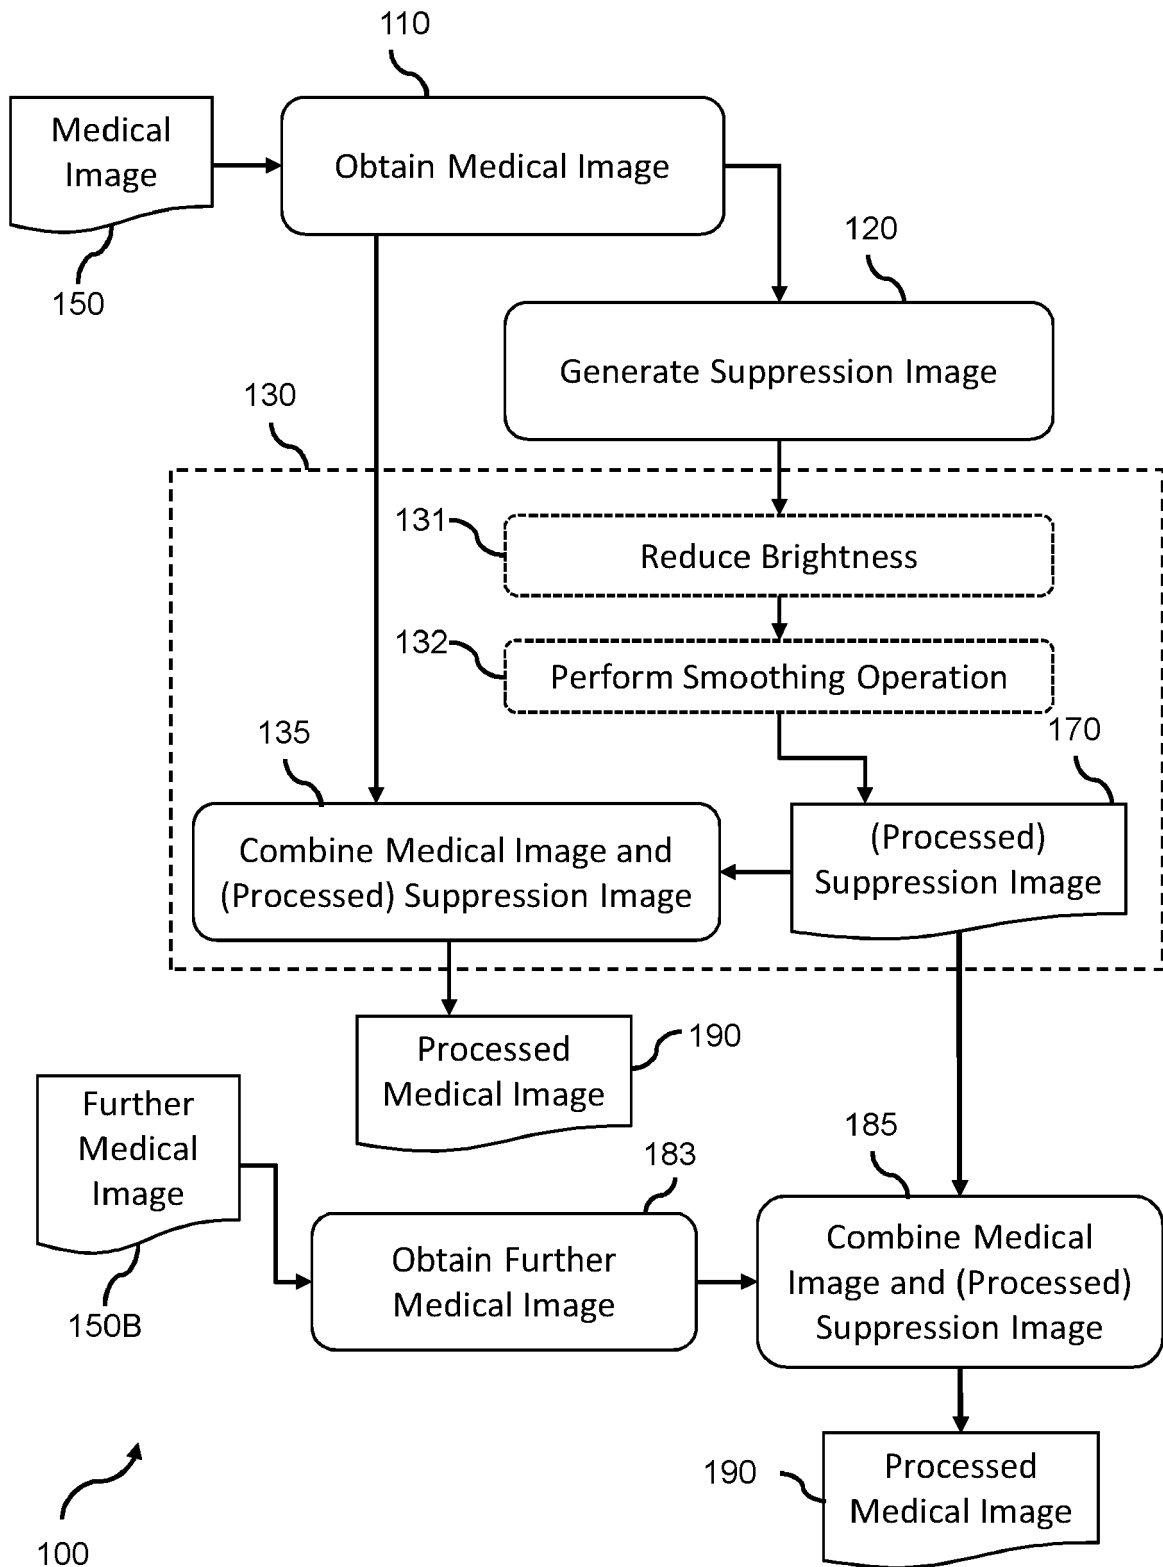 110
Medical
Image
Obtain Medical Image
150
120
Generate Suppression Image
130
131
Reduce Brightness
132
Perform Smoothing Operation
135
170
Combine Medical Image and
(Processed) Suppression Image
(Processed)
Suppression Image
Processed
Medical Image
190
Further
Medical
Image
150B
183
Obtain Further
Medical Image
185
Combine Medical
Image and (Processed)
Suppression Image
190
Processed
Medical Image
100